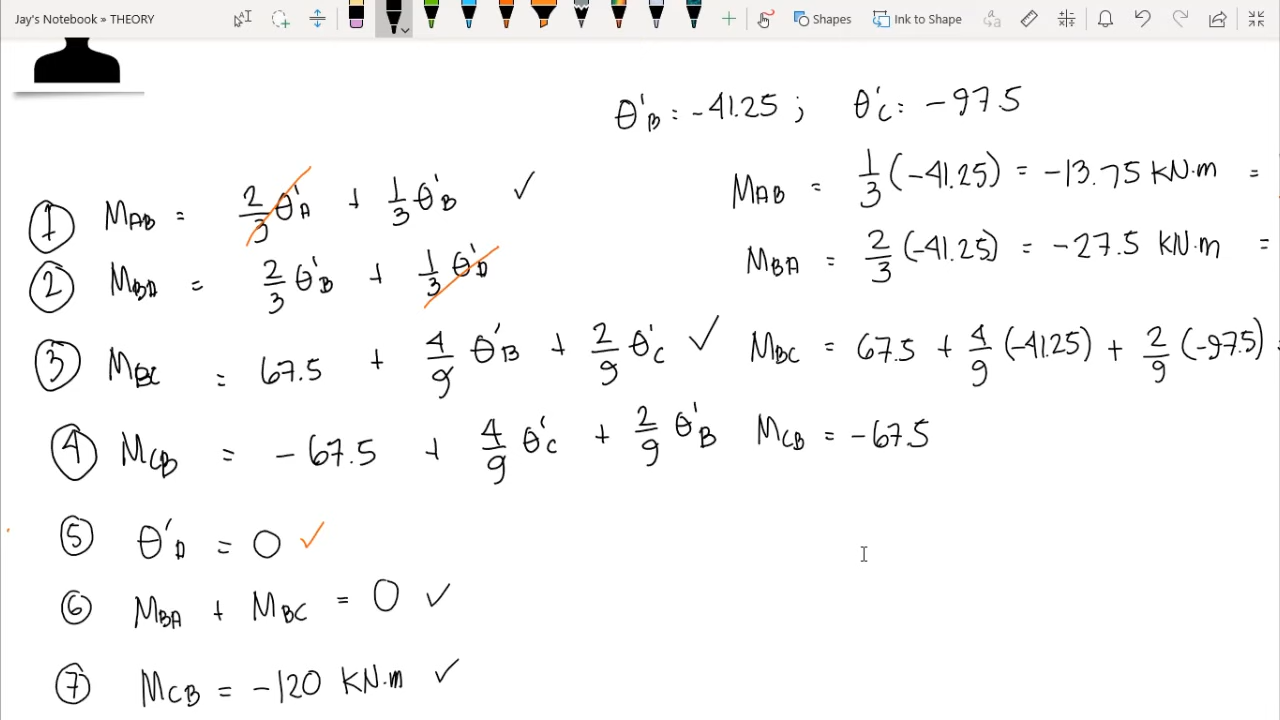 Jay's Notebook » THEORY
Shapes
Ink to Shape
θ'B = -41.25 ; θ'C = -97.5
① MAB = 2/3 θ'A + 1/3 θ'B ✓
MAB = 1/3 (-41.25) = -13.75 KN.m =
② MBA = 2/3 θ'B + 1/3 θ'A
MBA = 2/3 (-41.25) = -27.5 KN.m =
③ MBC = 67.5 + 4/9 θ'B + 2/9 θ'C ✓
MBC = 67.5 + 4/9 (-41.25) + 2/9 (-97.5) =
④ MCB = -67.5 + 4/9 θ'C + 2/9 θ'B
MCB = -67.5
⑤ θ'A = 0 ✓
⑥ MBA + MBC = 0 ✓
⑦ MCB = -120 KN.m ✓